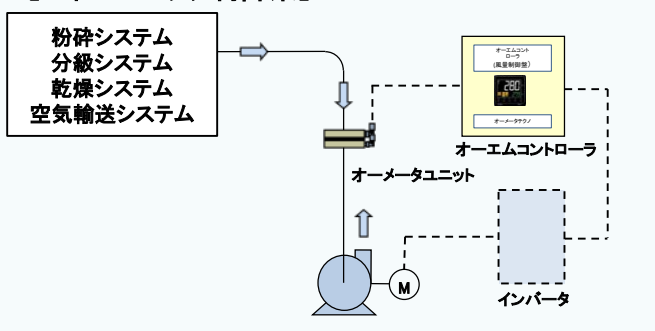 粉砕システム
分級システム
乾燥システム
空気輸送システム
オーエムコント
ローラ
(風量制御盤)
280
オーメータテクノ
オーエムコントローラ
オーメータユニット
M
インバータ